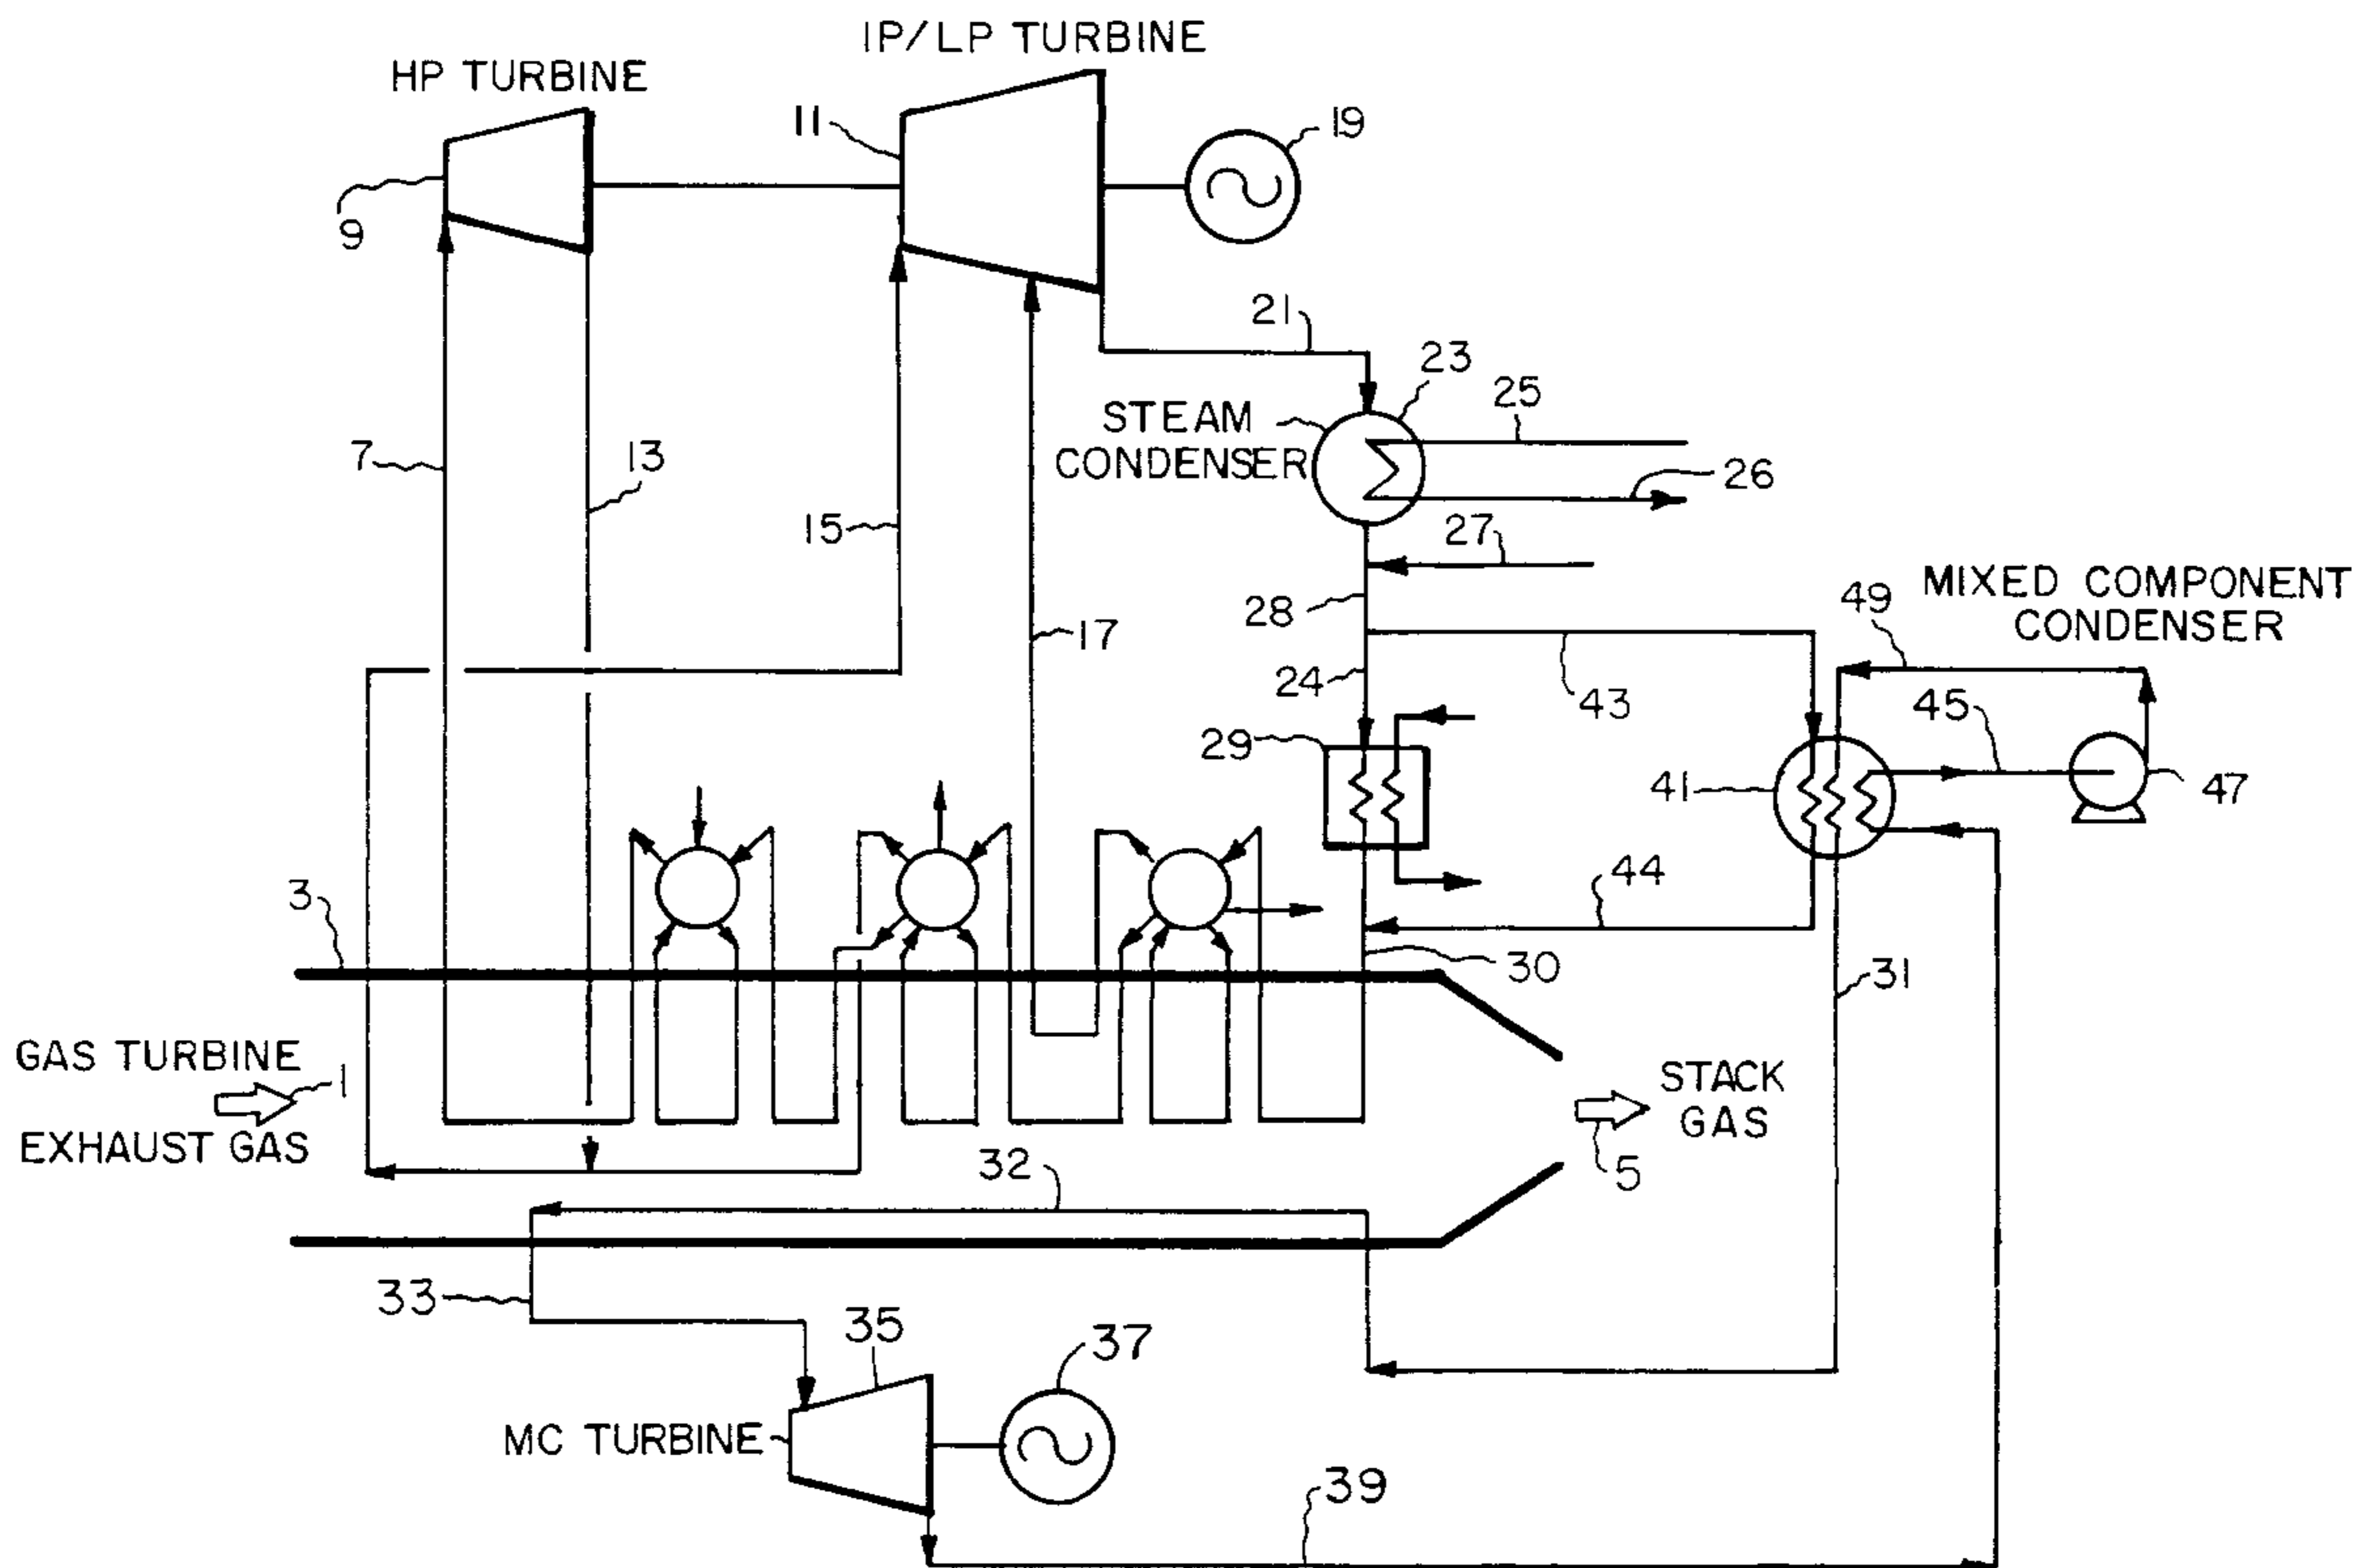 IP/LP TURBINE
HP TURBINE
11
19
9
21
23
STEAM
CONDENSER
25
7
13
26
15
27
MIXED COMPONENT
CONDENSER
28
49
17
24
43
45
29
41
47
3
44
30
31
GAS TURBINE
1
EXHAUST GAS
STACK
GAS
32
5
33
35
37
MC TURBINE
39